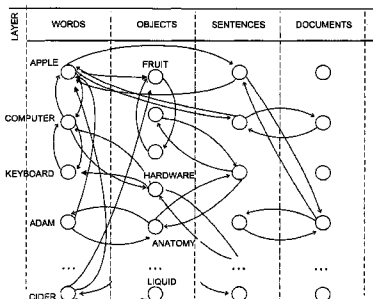 LAYER
WORDS OBJECTS SENTENCES DOCUMENTS
APPLE FRUIT
COMPUTER
KEYBOARD HARDWARE
ADAM
ANATOMY
... LIQUID ... ...
CIDER